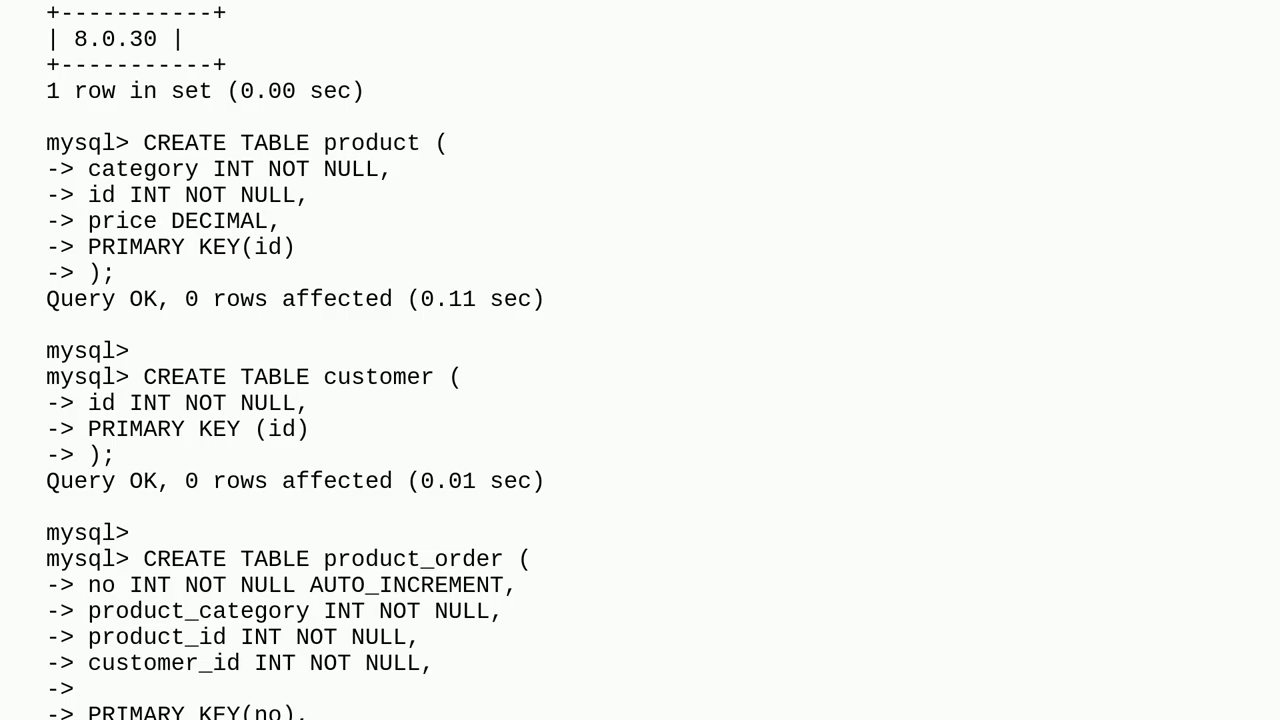 +-----------+
| 8.0.30 |
+-----------+
1 row in set (0.00 sec)

mysql> CREATE TABLE product (
-> category INT NOT NULL,
-> id INT NOT NULL,
-> price DECIMAL,
-> PRIMARY KEY(id)
-> );
Query OK, 0 rows affected (0.11 sec)

mysql>
mysql> CREATE TABLE customer (
-> id INT NOT NULL,
-> PRIMARY KEY (id)
-> );
Query OK, 0 rows affected (0.01 sec)

mysql>
mysql> CREATE TABLE product_order (
-> no INT NOT NULL AUTO_INCREMENT,
-> product_category INT NOT NULL,
-> product_id INT NOT NULL,
-> customer_id INT NOT NULL,
->
-> PRIMARY KEY(no),